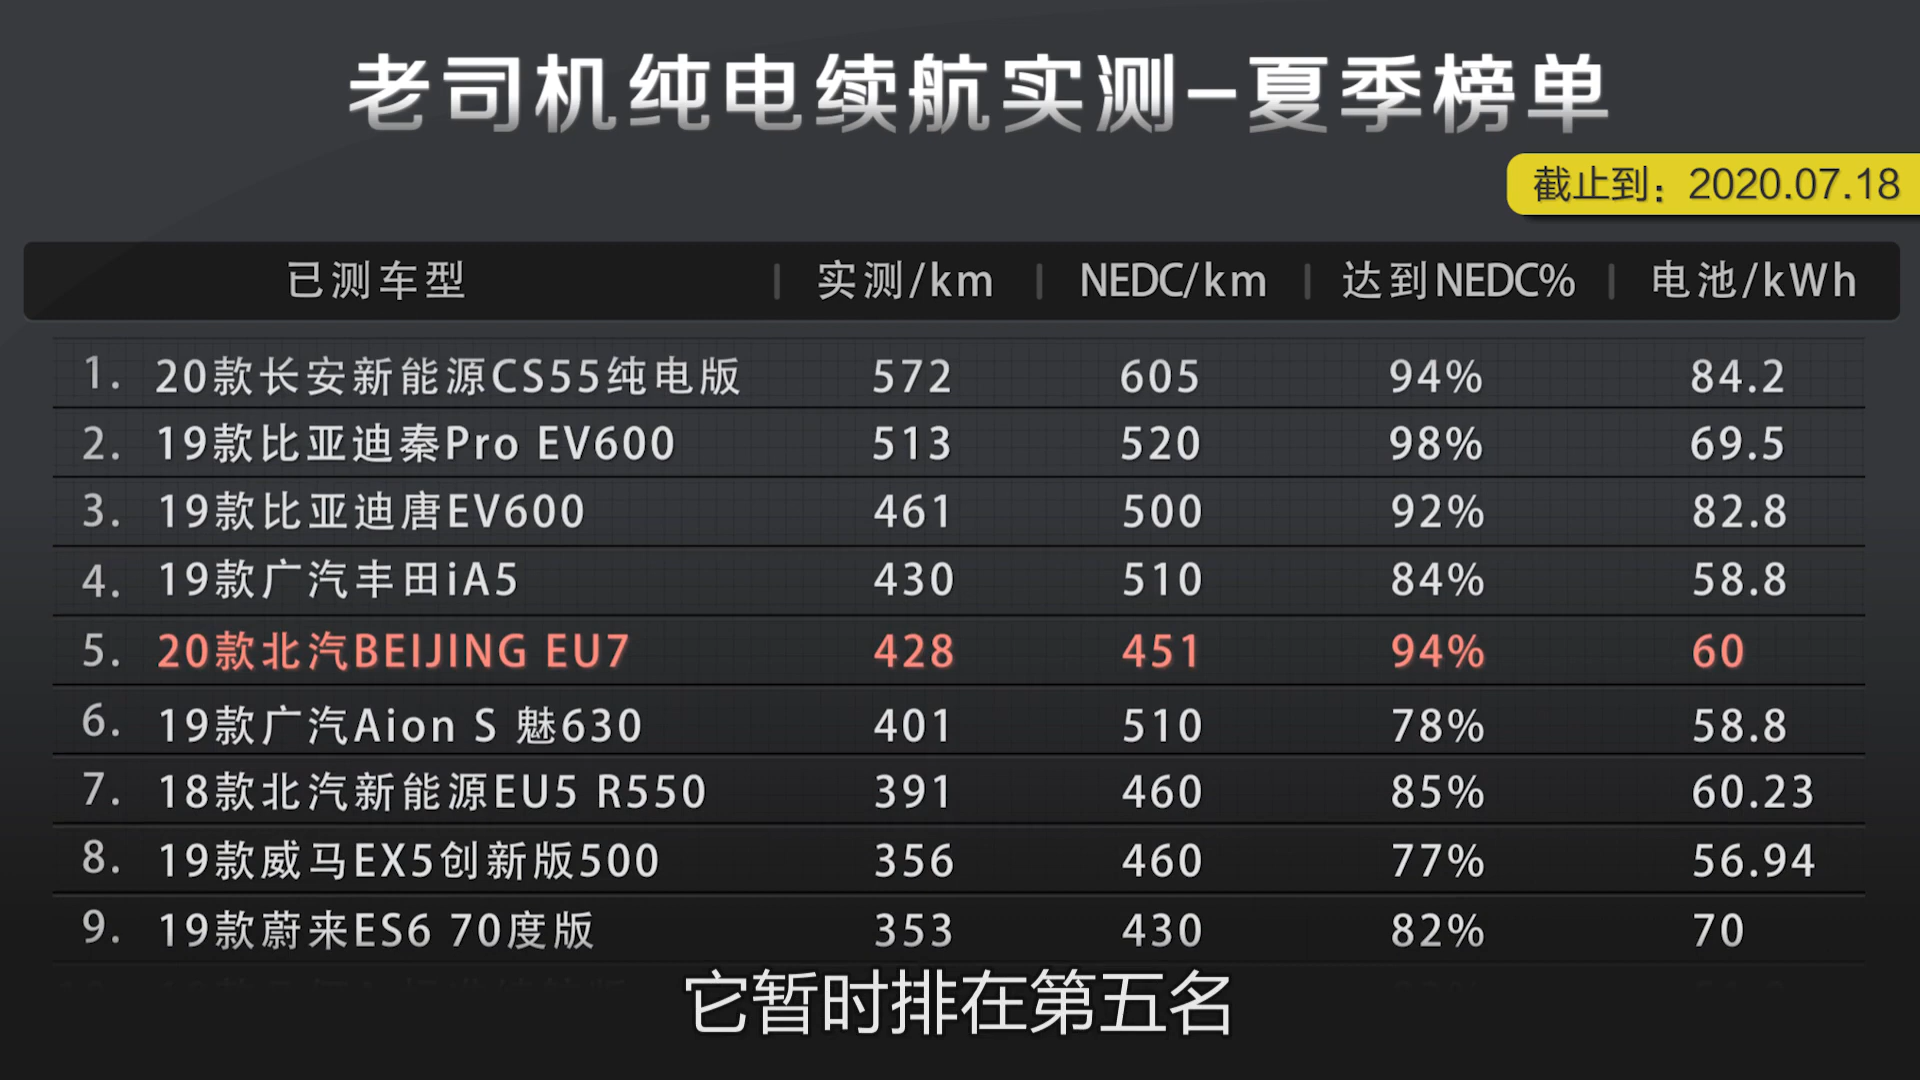 老司机纯电续航实测-夏季榜单
截止到：2020.07.18
已测车型 | 实测/km | NEDC/km | 达到NEDC% | 电池/kWh
1. 20款长安新能源CS55纯电版 572 605 94% 84.2
2. 19款比亚迪秦Pro EV600 513 520 98% 69.5
3. 19款比亚迪唐EV600 461 500 92% 82.8
4. 19款广汽丰田iA5 430 510 84% 58.8
5. 20款北汽BEIJING EU7 428 451 94% 60
6. 19款广汽Aion S 魅630 401 510 78% 58.8
7. 18款北汽新能源EU5 R550 391 460 85% 60.23
8. 19款威马EX5创新版500 356 460 77% 56.94
9. 19款蔚来ES6 70度版 353 430 82% 70
它暂时排在第五名